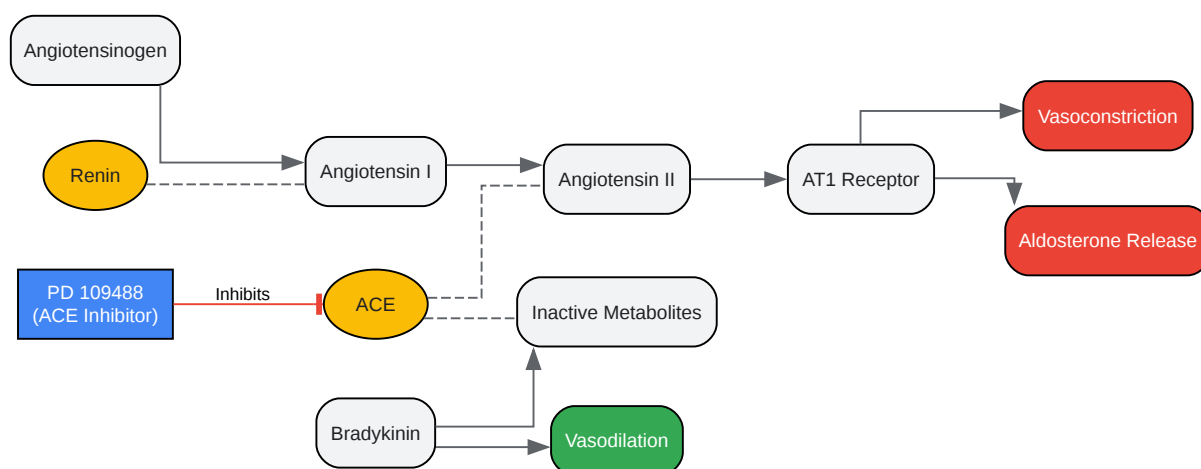 Angiotensinogen
Vasoconstriction
Renin
Angiotensin I
Angiotensin II
AT1 Receptor
Aldosterone Release
PD 109488
(ACE Inhibitor)
Inhibits
ACE
Inactive Metabolites
Bradykinin
Vasodilation